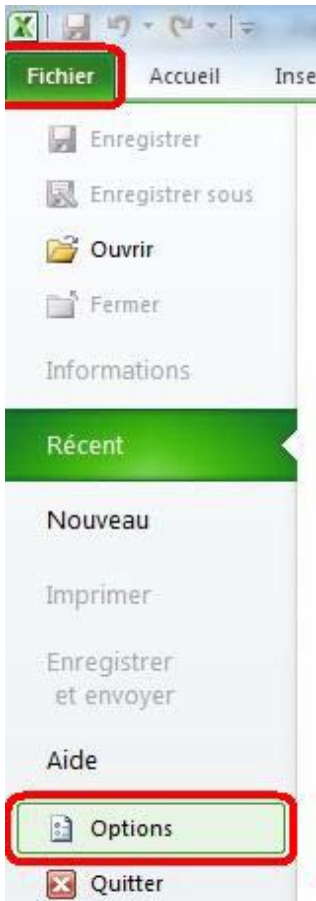 Fichier Accueil Inse
Enregistrer
Enregistrer sous
Ouvrir
Fermer
Informations
Récent
Nouveau
Imprimer
Enregistrer
et envoyer
Aide
Options
Quitter